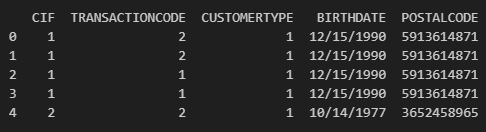 CIF TRANSACTIONCODE CUSTOMERTYPE BIRTHDATE POSTALCODE
0 1 2 1 12/15/1990 5913614871
1 1 2 1 12/15/1990 5913614871
2 1 1 1 12/15/1990 5913614871
3 1 1 1 12/15/1990 5913614871
4 2 2 1 10/14/1977 3652458965